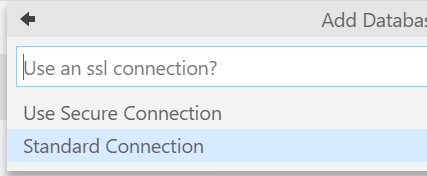 Add Databas
Use an ssl connection?
Use Secure Connection
Standard Connection